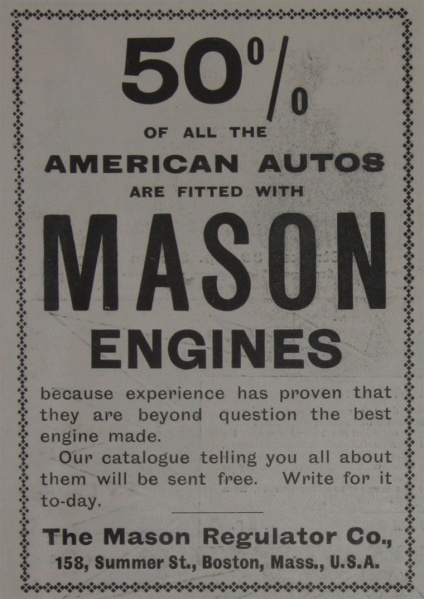 50%
OF ALL THE
AMERICAN AUTOS
ARE FITTED WITH
MASON
ENGINES
because experience has proven that
they are beyond question the best
engine made.
Our catalogue telling you all about
them will be sent free. Write for it
to-day.
The Mason Regulator Co.,
158, Summer St., Boston, Mass., U.S.A.